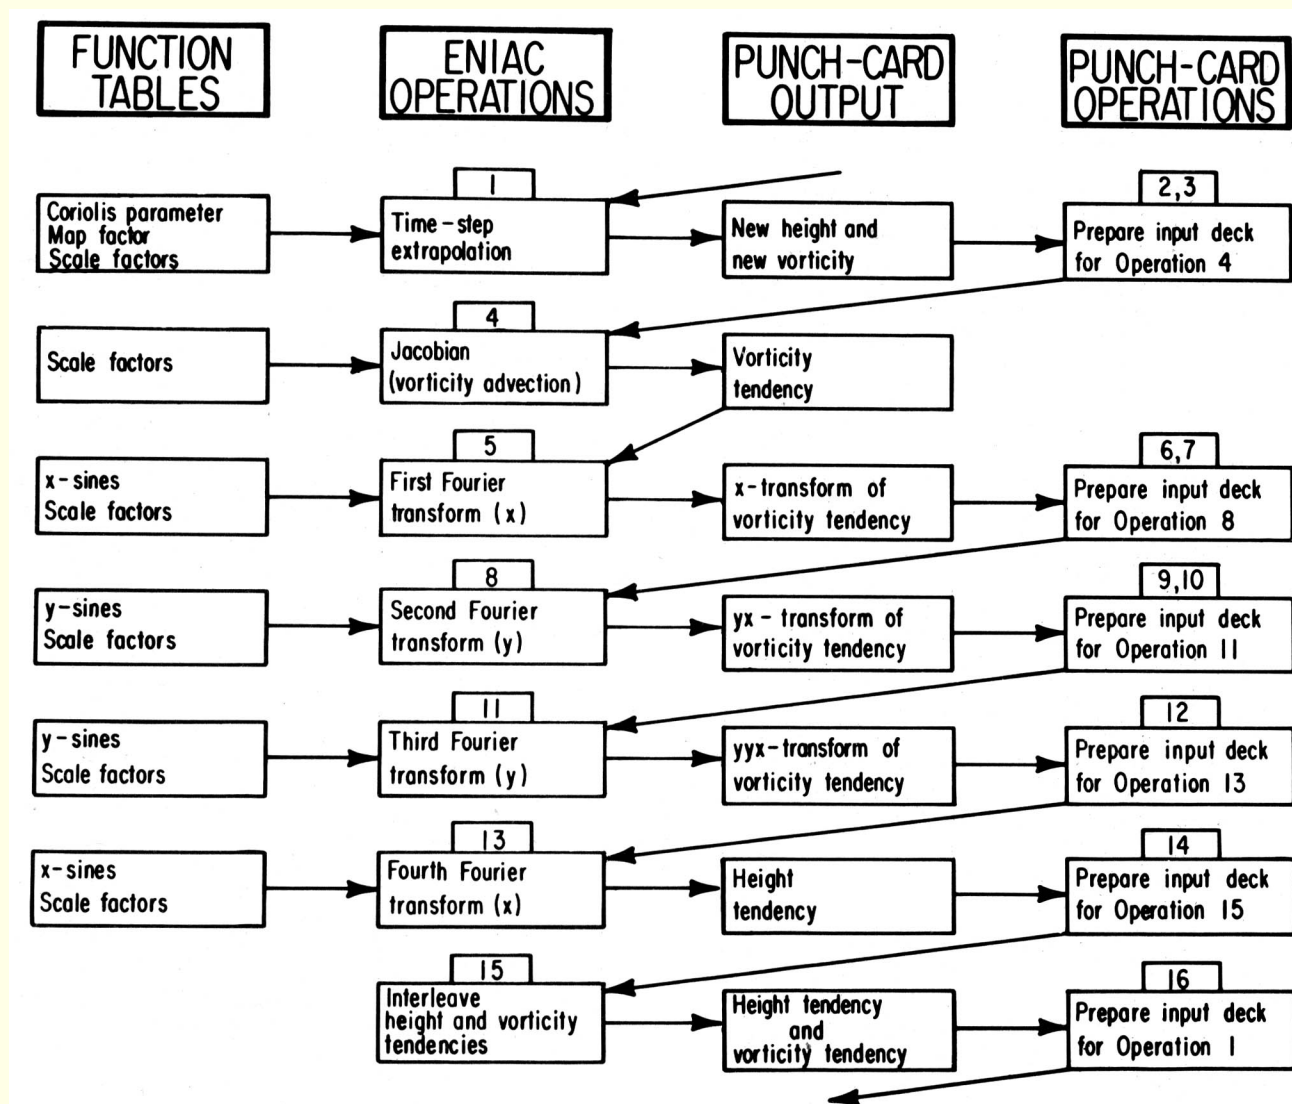 FUNCTION
TABLES
ENIAC
OPERATIONS
PUNCH-CARD
OUTPUT
PUNCH-CARD
OPERATIONS
Coriolis parameter
Map factor
Scale factors
1
Time-step
extrapolation
New height and
new vorticity
2,3
Prepare input deck
for Operation 4
Scale factors
4
Jacobian
(vorticity advection)
Vorticity
tendency
x-sines
Scale factors
5
First Fourier
transform (x)
x-transform of
vorticity tendency
6,7
Prepare input deck
for Operation 8
y-sines
Scale factors
8
Second Fourier
transform (y)
yx - transform of
vorticity tendency
9,10
Prepare input deck
for Operation 11
y-sines
Scale factors
11
Third Fourier
transform (y)
yyx-transform of
vorticity tendency
12
Prepare input deck
for Operation 13
x-sines
Scale factors
13
Fourth Fourier
transform (x)
Height
tendency
14
Prepare input deck
for Operation 15
15
Interleave
height and vorticity
tendencies
Height tendency
and
vorticity tendency
16
Prepare input deck
for Operation 1